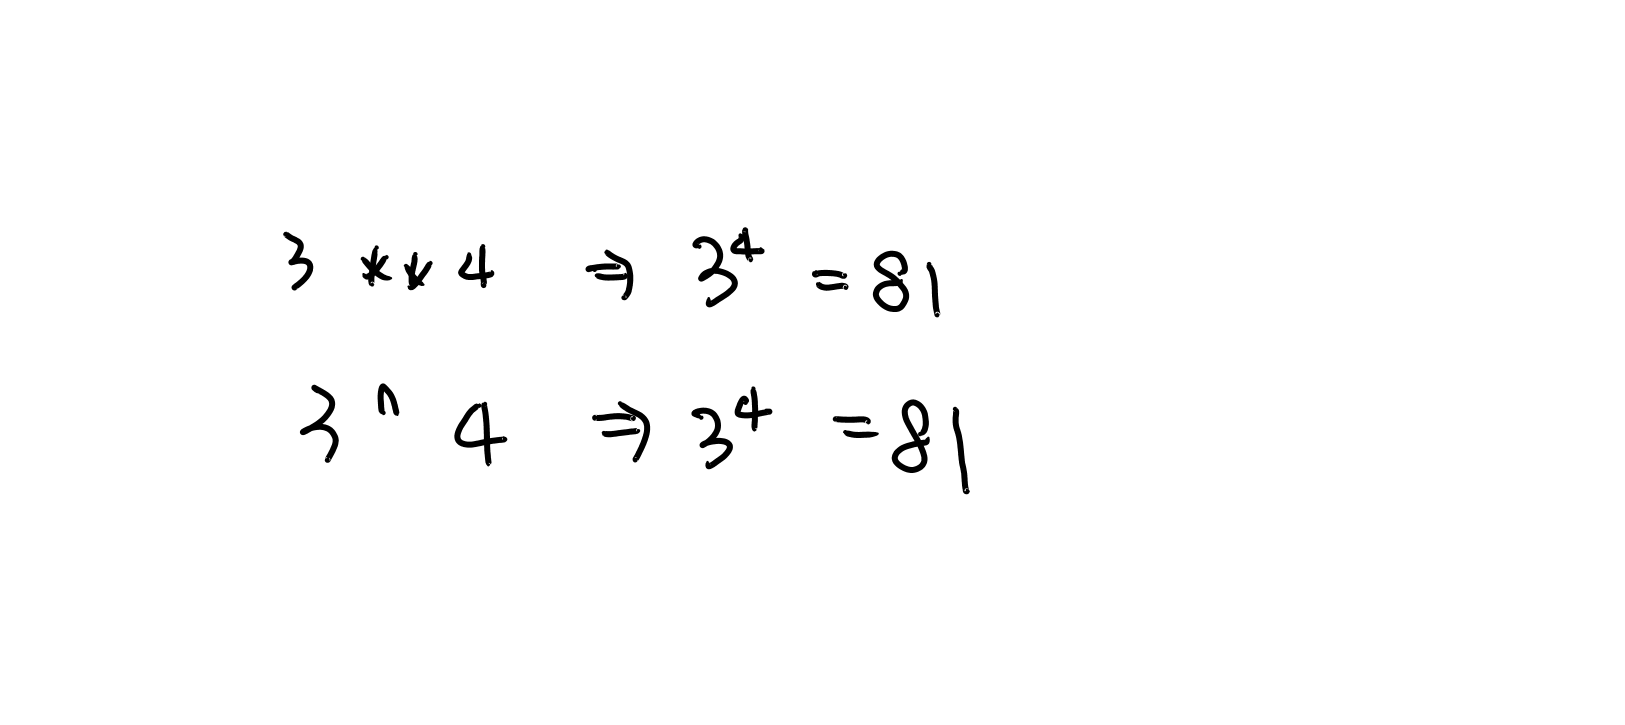 3 ** 4 ⇒ 3⁴ = 81
3 ^ 4 ⇒ 3⁴ = 81